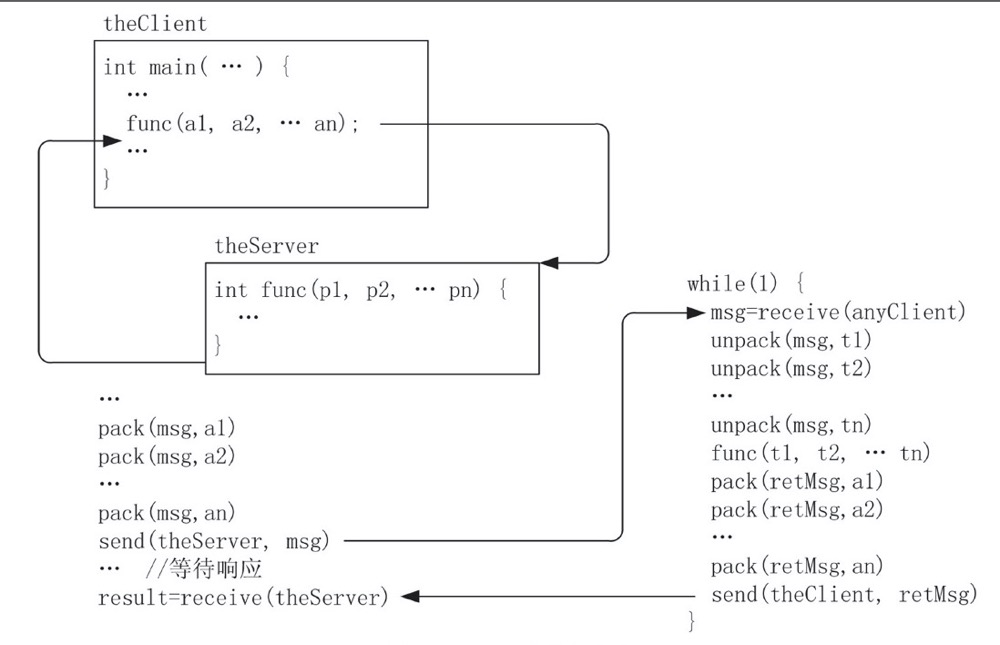 theClient
int main( … ) {
…
func(a1, a2, … an);
…
}
theServer
int func(p1, p2, … pn) {
…
}
…
pack(msg,a1)
pack(msg,a2)
…
pack(msg,an)
send(theServer, msg)
… //等待响应
result=receive(theServer)
while(1) {
msg=receive(anyClient)
unpack(msg,t1)
unpack(msg,t2)
…
unpack(msg,tn)
func(t1, t2, … tn)
pack(retMsg,a1)
pack(retMsg,a2)
…
pack(retMsg,an)
send(theClient, retMsg)
}